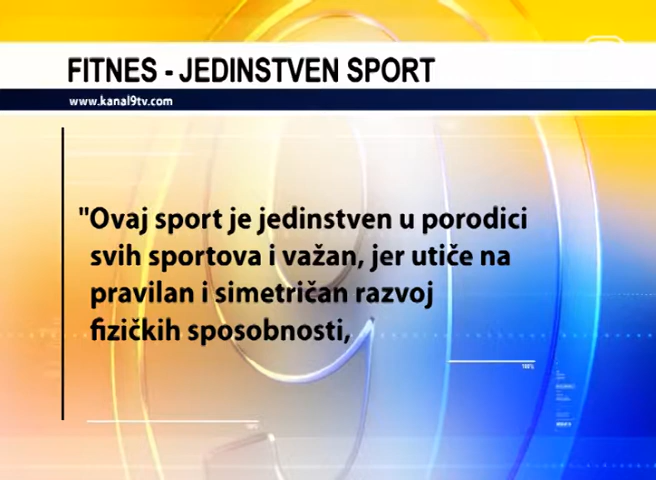 FITNES - JEDINSTVEN SPORT
www.kanal9tv.com
"Ovaj sport je jedinstven u porodici
svih sportova i važan, jer utiče na
pravilan i simetričan razvoj
fizičkih sposobnosti,
100%